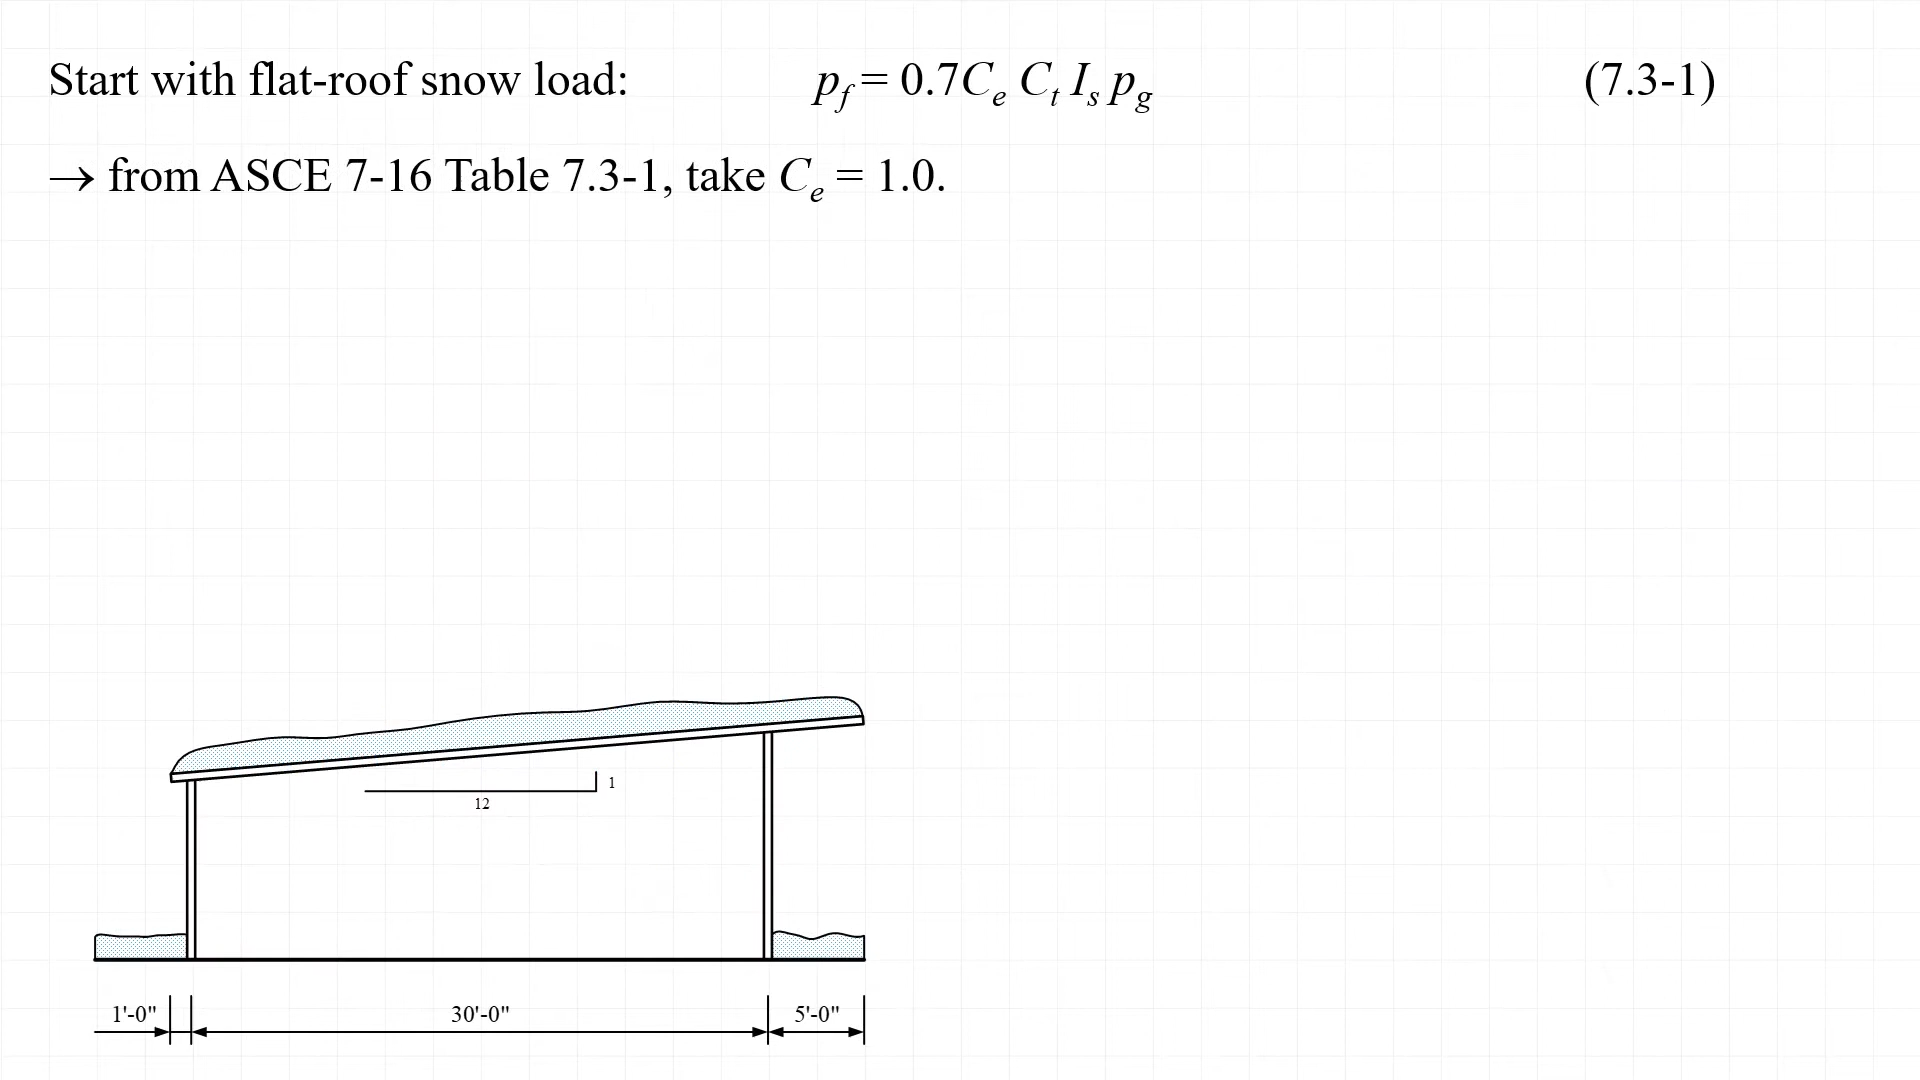 Start with flat-roof snow load: p_f = 0.7C_e C_t I_s p_g (7.3-1)
→ from ASCE 7-16 Table 7.3-1, take C_e = 1.0.
1
12
1'-0" 30'-0" 5'-0"